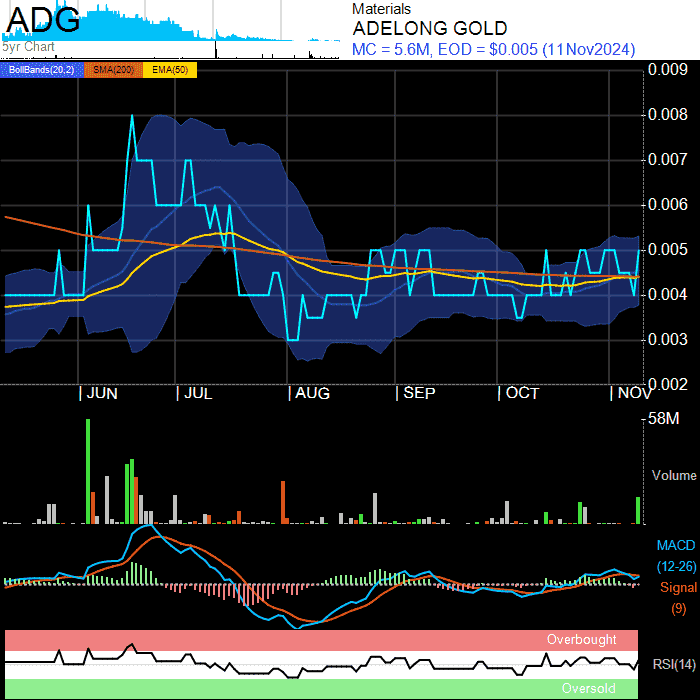 ADG
5yr Chart
Materials
ADELONG GOLD
MC = 5.6M, EOD = $0.005 (11Nov2024)
BollBands(20,2) SMA(200) EMA(50)
0.009
0.008
0.007
0.006
0.005
0.004
0.003
0.002
JUN JUL AUG SEP OCT NOV
58M
Volume
MACD
(12-26)
Signal
(9)
Overbought
RSI(14)
Oversold